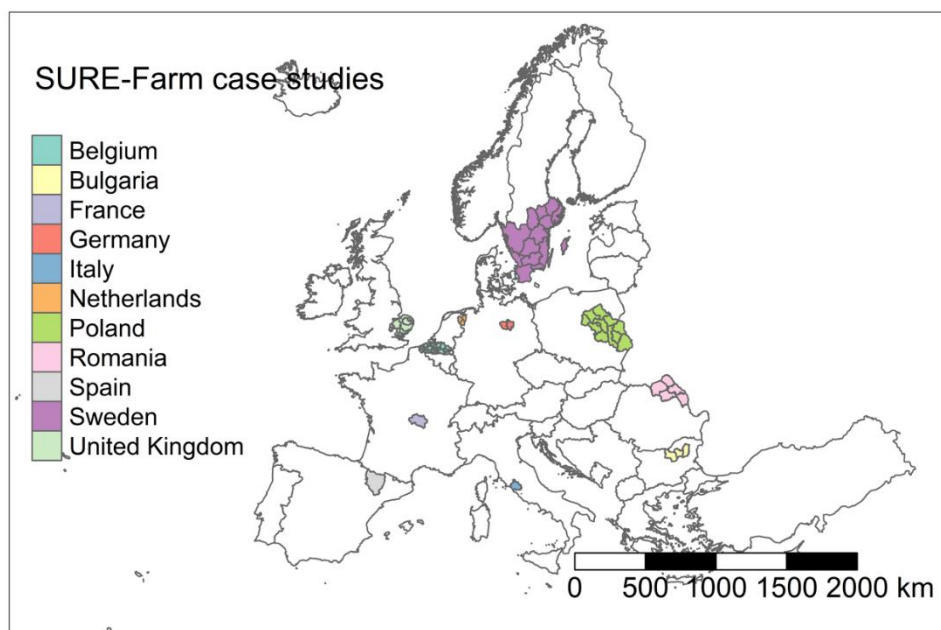 SURE-Farm case studies
Belgium
Bulgaria
France
Germany
Italy
Netherlands
Poland
Romania
Spain
Sweden
United Kingdom
0 500 1000 1500 2000 km